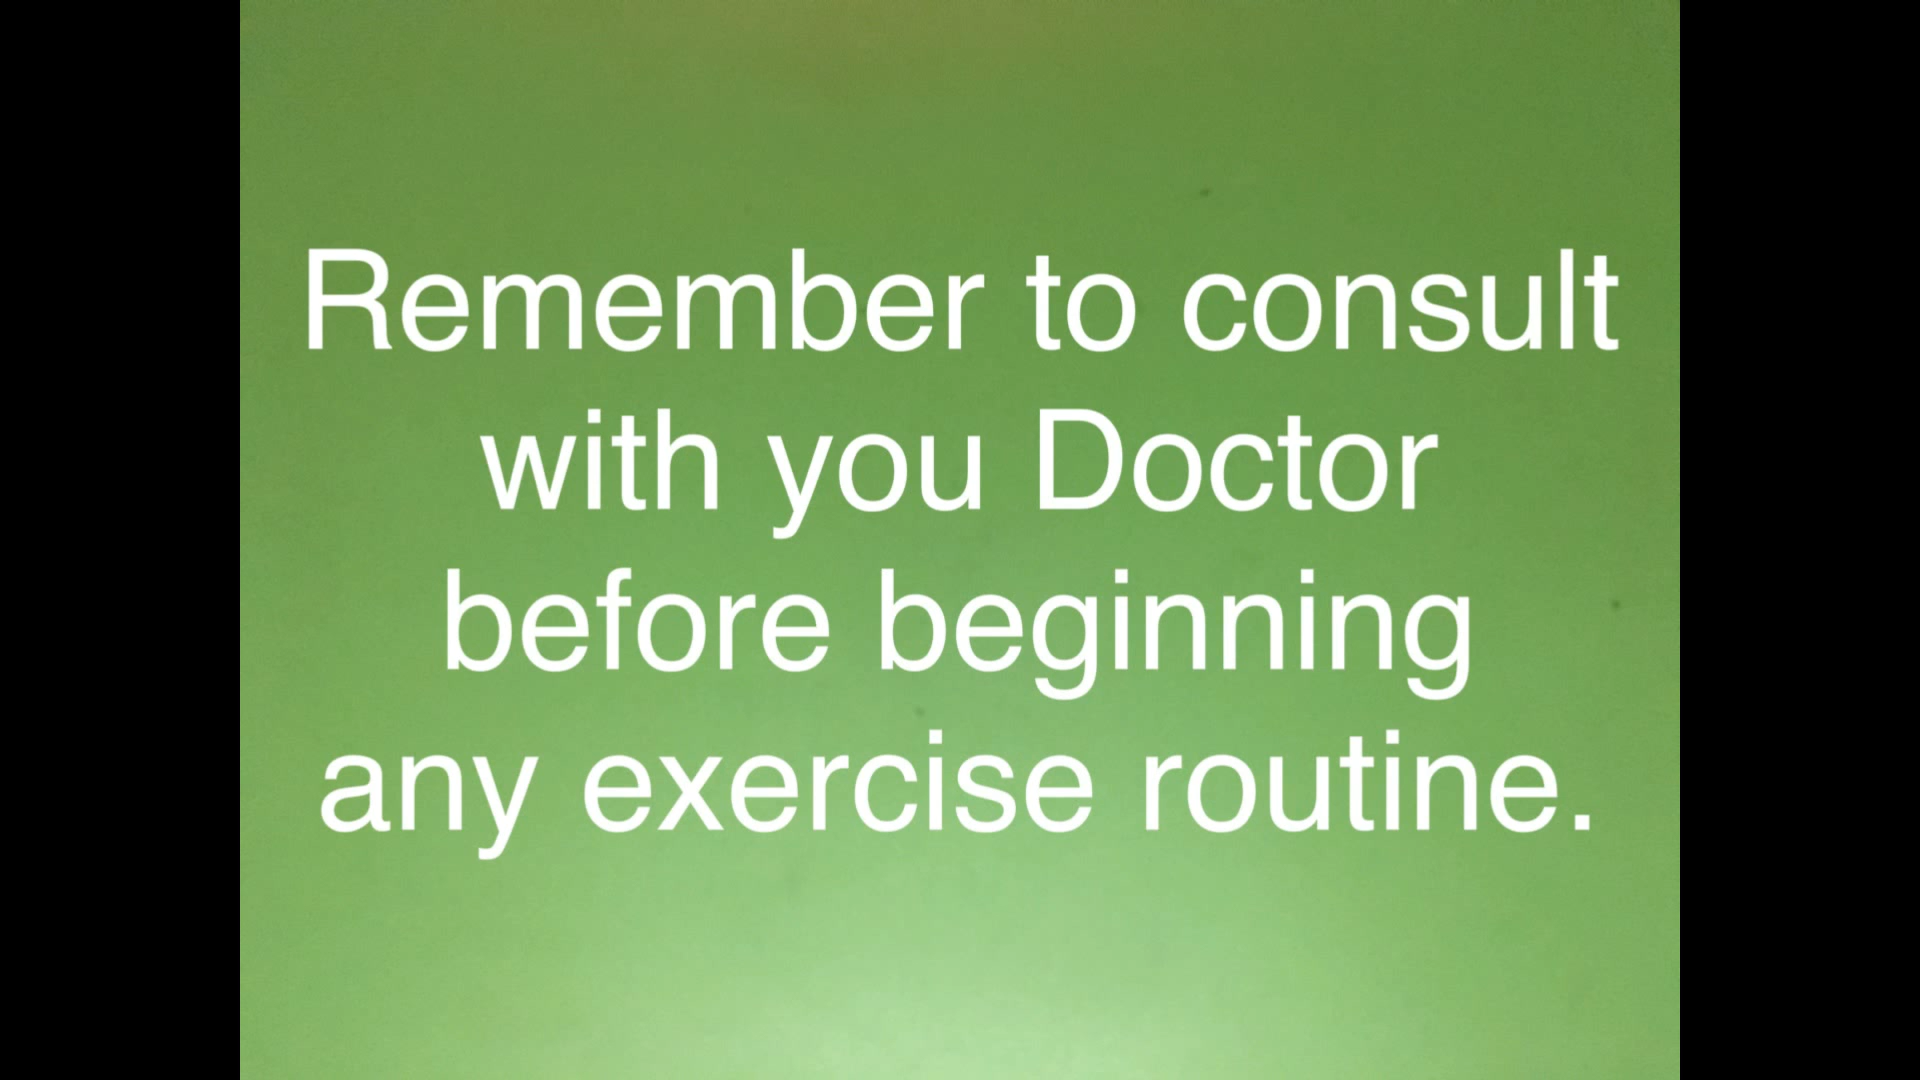 Remember to consult
with you Doctor
before beginning
any exercise routine.